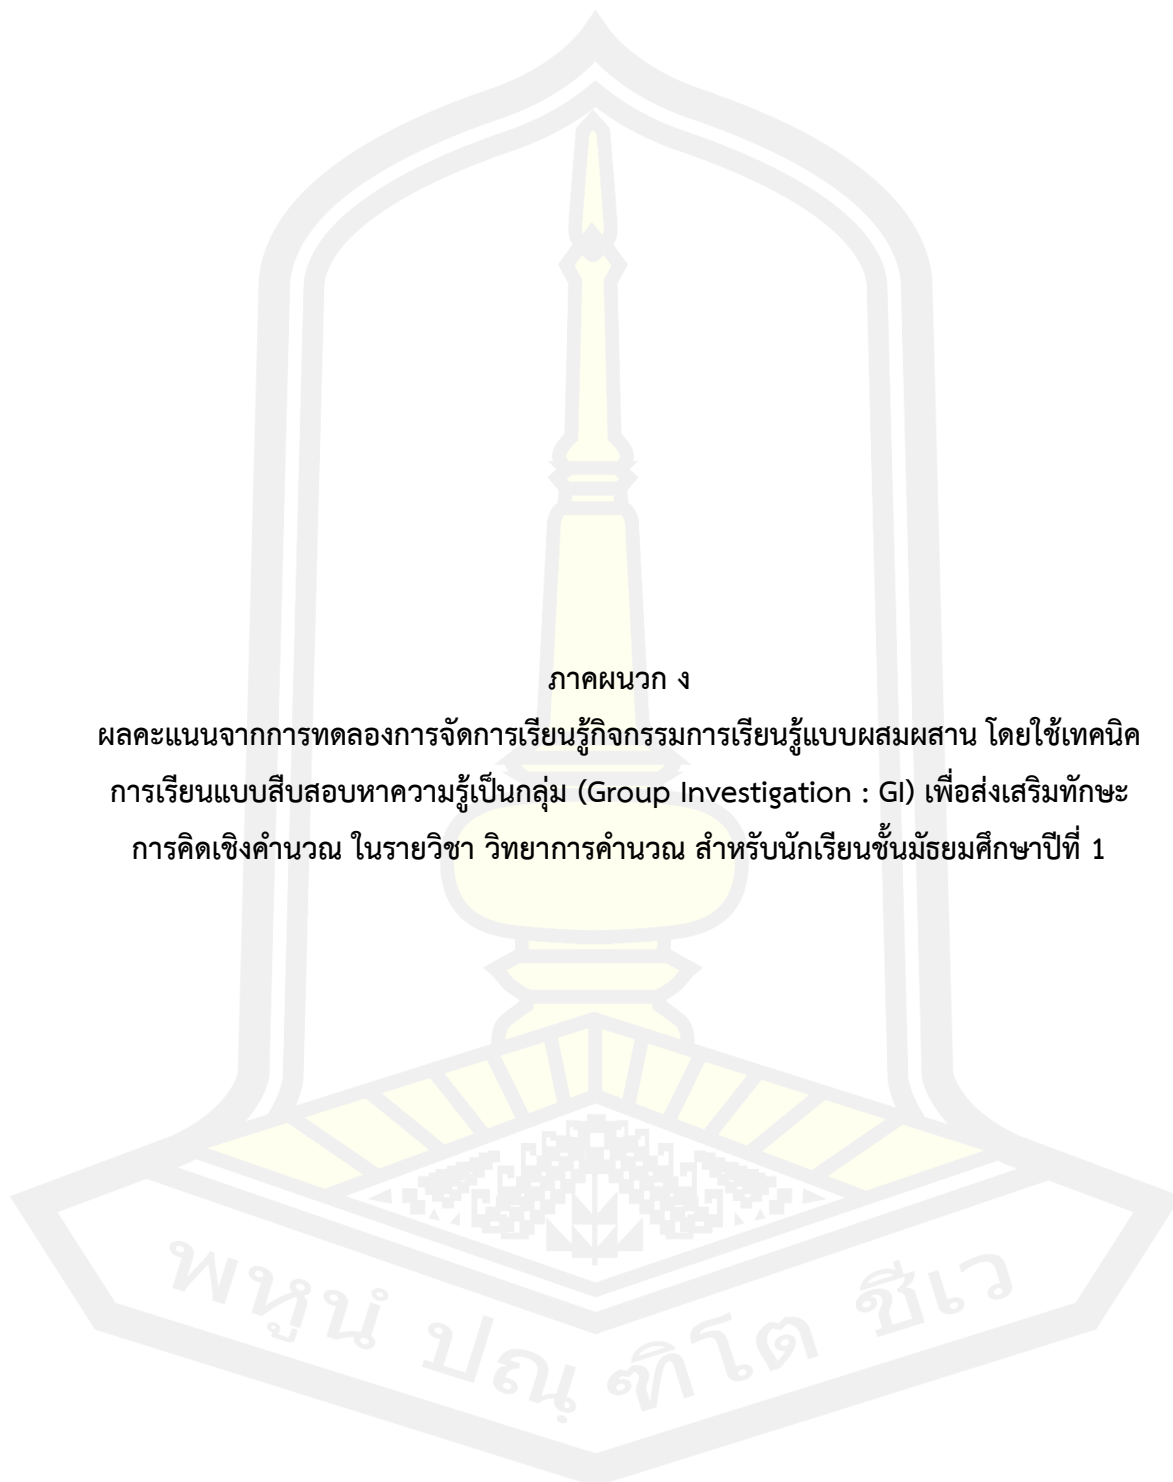 ภาคผนวก ง
ผลคะแนนจากการทดลองการจัดการเรียนรู้กิจกรรมการเรียนรู้แบบผสมผสาน โดยใช้เทคนิค
การเรียนแบบสืบสอบหาความรู้เป็นกลุ่ม (Group Investigation : GI) เพื่อส่งเสริมทักษะ
การคิดเชิงคำนวณ ในรายวิชา วิทยาการคำนวณ สำหรับนักเรียนชั้นมัธยมศึกษาปีที่ 1
พหูนํ ปณฺฑิโต ชีเว